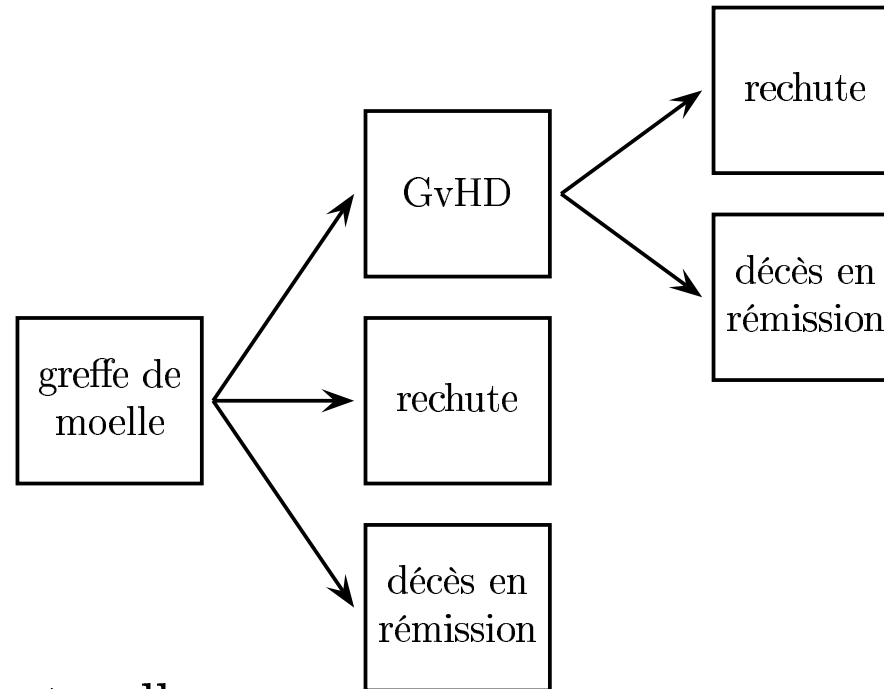 rechute
GvHD
décès en
rémission
greffe de
moelle
rechute
décès en
rémission